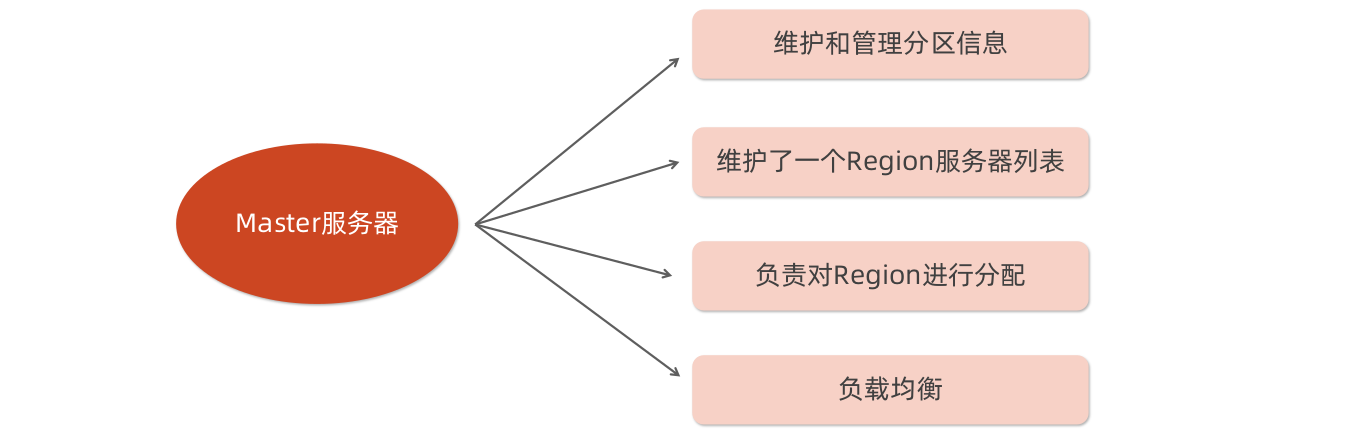 维护和管理分区信息
维护了一个Region服务器列表
Master服务器
负责对Region进行分配
负载均衡